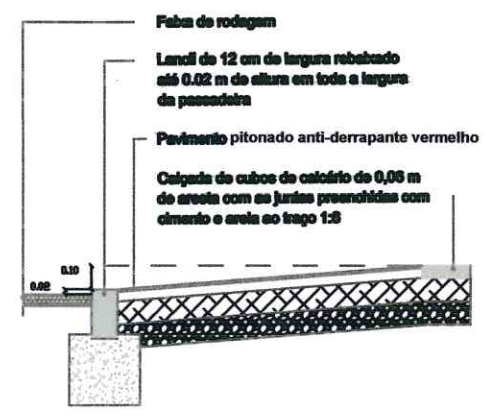 Faixa de rodagem
Lancil de 12 cm de largura rebaixado
até 0.02 m de altura em toda a largura
da passadeira
Pavimento pitonado anti-derrapante vermelho
Calçada de cubos de calcário de 0,06 m
de aresta com as juntas preenchidas com
cimento e areia ao traço 1:6
0.10
0.02